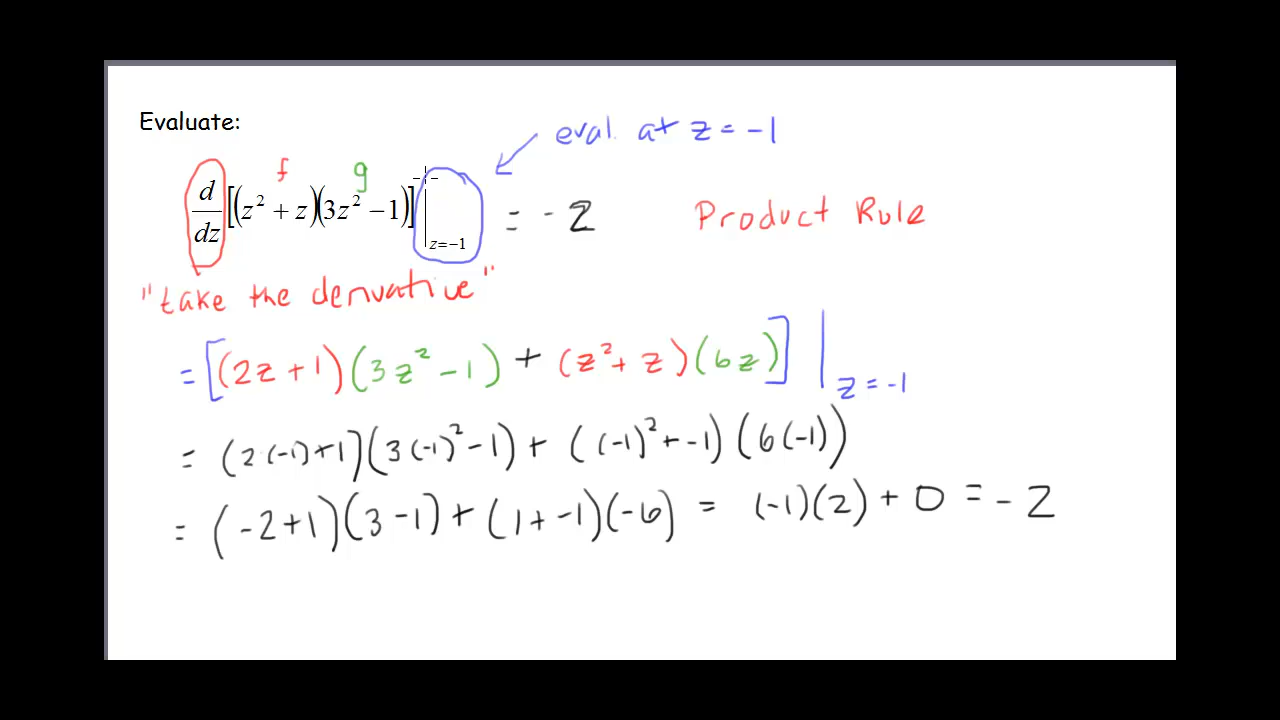 Evaluate:
eval. at z = -1
f g
d/dz [(z² + z)(3z² − 1)] |z=−1 = -2
Product Rule
"take the derivative"
= [(2z + 1)(3z² - 1) + (z² + z)(6z)] |z = -1
= (2·(-1)+1)(3(-1)² - 1) + ((-1)² + -1)(6(-1))
= (-2+1)(3-1) + (1 + -1)(-6) = (-1)(2) + 0 = -2